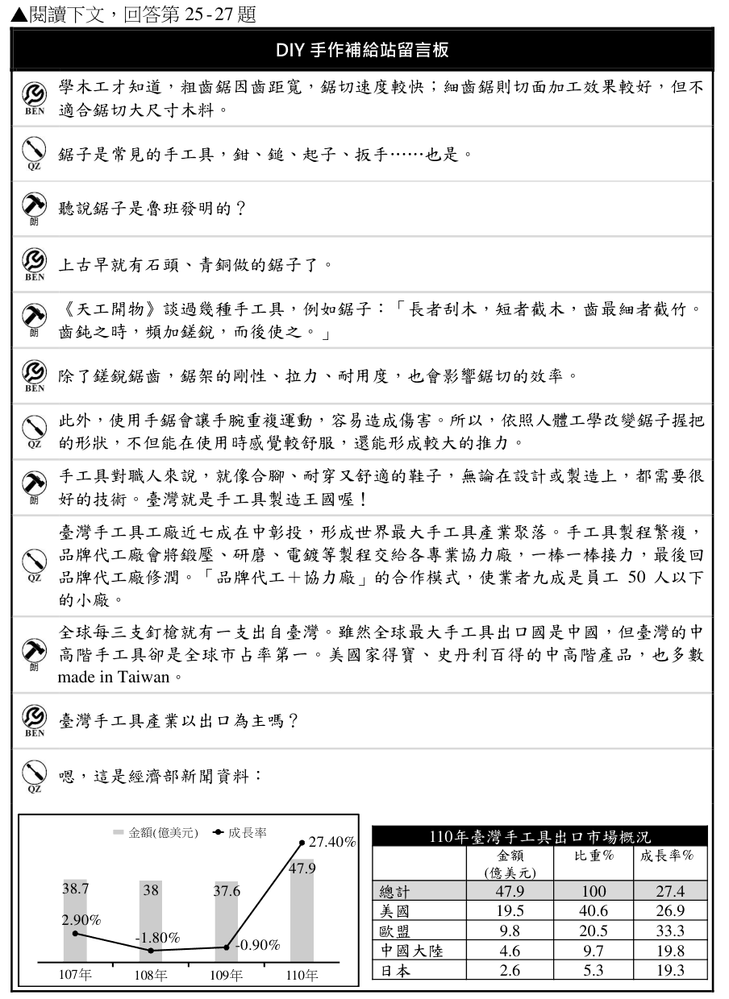 ▲閱讀下文，回答第 25-27 題
DIY 手作補給站留言板
BEN
學木工才知道，粗齒鋸因齒距寬，鋸切速度較快；細齒鋸則切面加工效果較好，但不
適合鋸切大尺寸木料。
QZ
鋸子是常見的手工具，鉗、鎚、起子、扳手……也是。
朗
聽說鋸子是魯班發明的？
BEN
上古早就有石頭、青銅做的鋸子了。
朗
《天工開物》談過幾種手工具，例如鋸子：「長者刮木，短者截木，齒最細者截竹。
齒鈍之時，頻加鎈銳，而後使之。」
BEN
除了鎈銳鋸齒，鋸架的剛性、拉力、耐用度，也會影響鋸切的效率。
QZ
此外，使用手鋸會讓手腕重複運動，容易造成傷害。所以，依照人體工學改變鋸子握把
的形狀，不但能在使用時感覺較舒服，還能形成較大的推力。
朗
手工具對職人來說，就像合腳、耐穿又舒適的鞋子，無論在設計或製造上，都需要很
好的技術。臺灣就是手工具製造王國喔！
QZ
臺灣手工具工廠近七成在中彰投，形成世界最大手工具產業聚落。手工具製程繁複，
品牌代工廠會將鍛壓、研磨、電鍍等製程交給各專業協力廠，一棒一棒接力，最後回
品牌代工廠修潤。「品牌代工＋協力廠」的合作模式，使業者九成是員工 50 人以下
的小廠。
朗
全球每三支釘槍就有一支出自臺灣。雖然全球最大手工具出口國是中國，但臺灣的中
高階手工具卻是全球市占率第一。美國家得寶、史丹利百得的中高階產品，也多數
made in Taiwan。
BEN
臺灣手工具產業以出口為主嗎？
QZ
嗯，這是經濟部新聞資料：
金額(億美元) 成長率
27.40%
47.9
38.7 38 37.6
2.90% -1.80% -0.90%
107年 108年 109年 110年
110年臺灣手工具出口市場概況
金額 比重% 成長率%
(億美元)
總計 47.9 100 27.4
美國 19.5 40.6 26.9
歐盟 9.8 20.5 33.3
中國大陸 4.6 9.7 19.8
日本 2.6 5.3 19.3